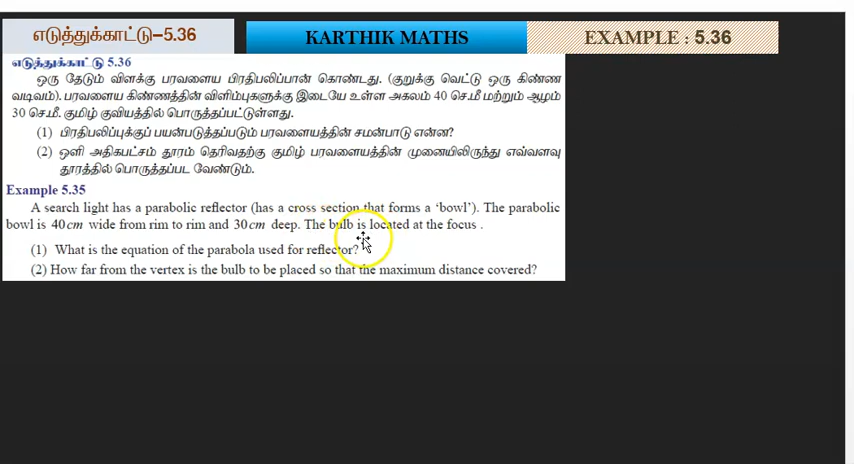 எடுத்துக்காட்டு–5.36
KARTHIK MATHS
EXAMPLE : 5.36
எடுத்துக்காட்டு 5.36
ஒரு தேடும் விளக்கு பரவளைய பிரதிபலிப்பான் கொண்டது. (குறுக்கு வெட்டு ஒரு கிண்ண
வடிவம்). பரவளைய கிண்ணத்தின் விளிம்புகளுக்கு இடையே உள்ள அகலம் 40 செ.மீ மற்றும் ஆழம்
30 செ.மீ. குமிழ் குவியத்தில் பொருத்தப்பட்டுள்ளது.
(1) பிரதிபலிப்புக்குப் பயன்படுத்தப்படும் பரவளையத்தின் சமன்பாடு என்ன?
(2) ஒளி அதிகபட்சம் தூரம் தெரிவதற்கு குமிழ் பரவளையத்தின் முனையிலிருந்து எவ்வளவு
தூரத்தில் பொருத்தப்பட வேண்டும்.
Example 5.35
A search light has a parabolic reflector (has a cross section that forms a ‘bowl’). The parabolic
bowl is 40cm wide from rim to rim and 30cm deep. The bulb is located at the focus .
(1) What is the equation of the parabola used for reflector?
(2) How far from the vertex is the bulb to be placed so that the maximum distance covered?